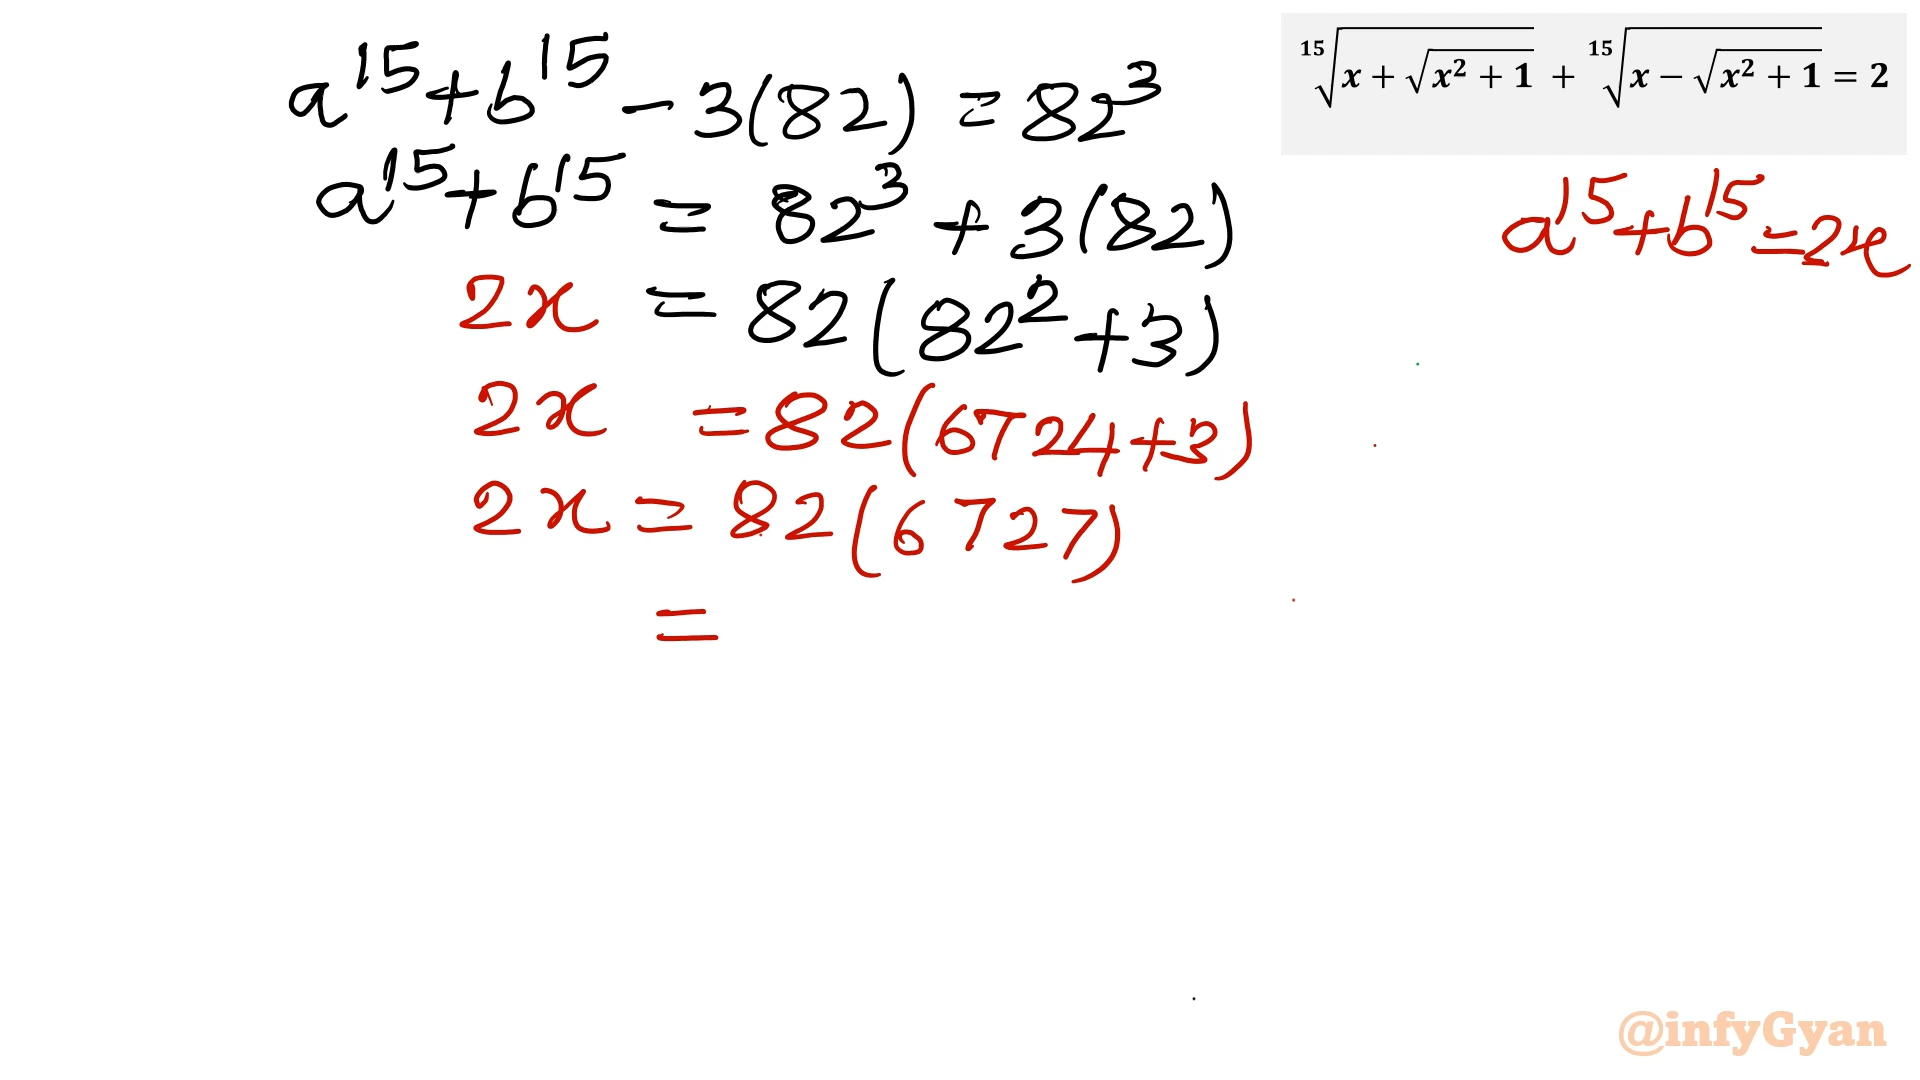 a¹⁵+b¹⁵ − 3(82) = 82³
a¹⁵+b¹⁵ = 82³ + 3(82)
2x = 82(82²+3)
2x = 82(6724+3)
2x = 82(6727)
=
¹⁵√(x + √(x² + 1)) + ¹⁵√(x − √(x² + 1)) = 2
a¹⁵+b¹⁵=2x
@infyGyan